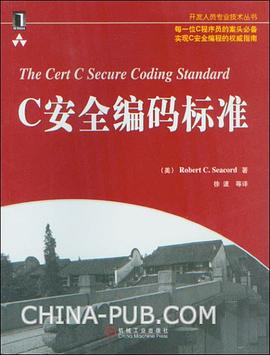 开发人员专业技术丛书
每一位C程序员的案头必备
实现C安全编程的权威指南
The Cert C Secure Coding Standard
C安全编码标准
(美) Robert C. Seacord 著
徐波 等译
CHINA-PUB.COM
机械工业出版社
China Machine Press